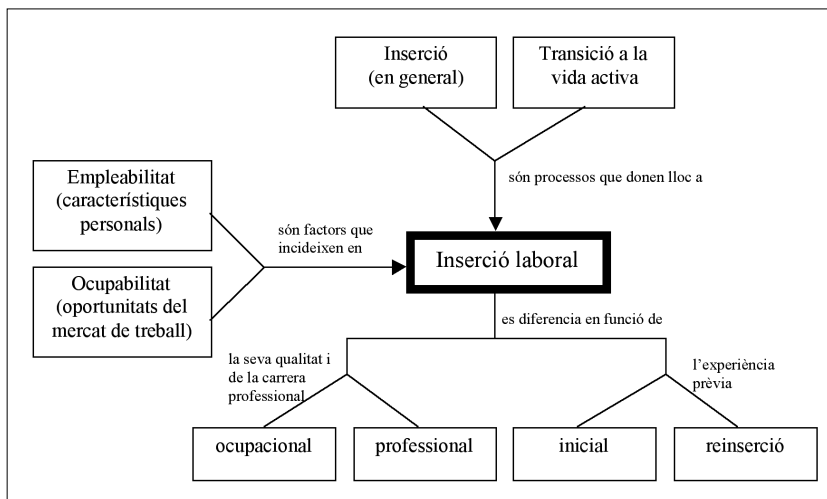 Inserció
(en general)
Transició a la
vida activa
són processos que donen lloc a
Empleabilitat
(característiques
personals)
són factors que
incideixen en
Inserció laboral
Ocupabilitat
(oportunitats del
mercat de treball)
es diferencia en funció de
la seva qualitat i
de la carrera
professional
l’experiència
prèvia
ocupacional
professional
inicial
reinserció